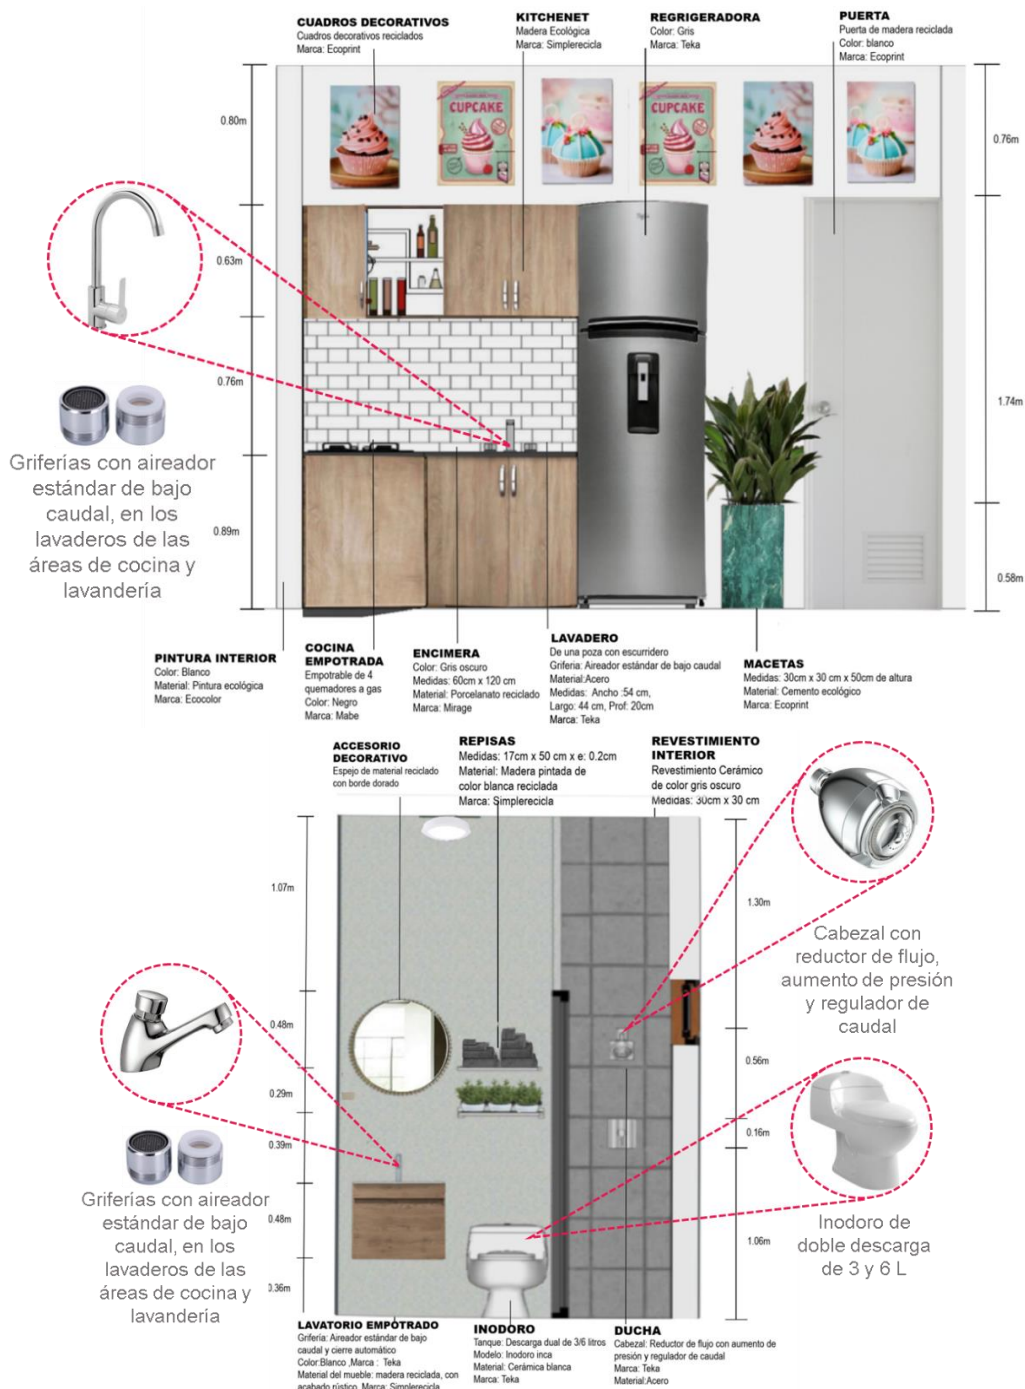 CUADROS DECORATIVOS
Cuadros decorativos reciclados
Marca: Ecoprint
KITCHENET
Madera Ecológica
Marca: Simplerecicla
REGRIGERADORA
Color: Gris
Marca: Teka
PUERTA
Puerta de madera reciclada
Color: blanco
Marca: Ecoprint
CUPCAKE
CUPCAKE
0.80m
0.63m
0.76m
0.89m
0.76m
1.74m
0.58m
Griferías con aireador
estándar de bajo
caudal, en los
lavaderos de las
áreas de cocina y
lavandería
PINTURA INTERIOR
Color: Blanco
Material: Pintura ecológica
Marca: Ecocolor
COCINA
EMPOTRADA
Empotrable de 4
quemadores a gas
Color: Negro
Marca: Mabe
ENCIMERA
Color: Gris oscuro
Medidas: 60cm x 120 cm
Material: Porcelanato reciclado
Marca: Mirage
LAVADERO
De una poza con escurridero
Griferia: Aireador estándar de bajo caudal
Material:Acero
Medidas: Ancho :54 cm,
Largo: 44 cm, Prof: 20cm
Marca: Teka
MACETAS
Medidas: 30cm x 30 cm x 50cm de altura
Material: Cemento ecológico
Marca: Ecoprint
ACCESORIO
DECORATIVO
Espejo de material reciclado
con borde dorado
REPISAS
Medidas: 17cm x 50 cm x e: 0.2cm
Material: Madera pintada de
color blanca reciclada
Marca: Simplerecicla
REVESTIMIENTO
INTERIOR
Revestimiento Cerámico
de color gris oscuro
Medidas: 30cm x 30 cm
1.07m
0.48m
0.29m
0.39m
0.48m
0.36m
1.30m
0.56m
0.16m
1.06m
Cabezal con
reductor de flujo,
aumento de presión
y regulador de
caudal
Griferías con aireador
estándar de bajo
caudal, en los
lavaderos de las
áreas de cocina y
lavandería
Inodoro de
doble descarga
de 3 y 6 L
LAVATORIO EMPOTRADO
Griferia: Aireador estándar de bajo
caudal y cierre automático
Color:Blanco ,Marca : Teka
Material del mueble: madera reciclada, con
acabado rústico, Marca: Simplerecicla
INODORO
Tanque: Descarga dual de 3/6 litros
Modelo: Inodoro inca
Material: Cerámica blanca
Marca: Teka
DUCHA
Cabezal: Reductor de flujo con aumento de
presión y regulador de caudal
Marca: Teka
Material:Acero